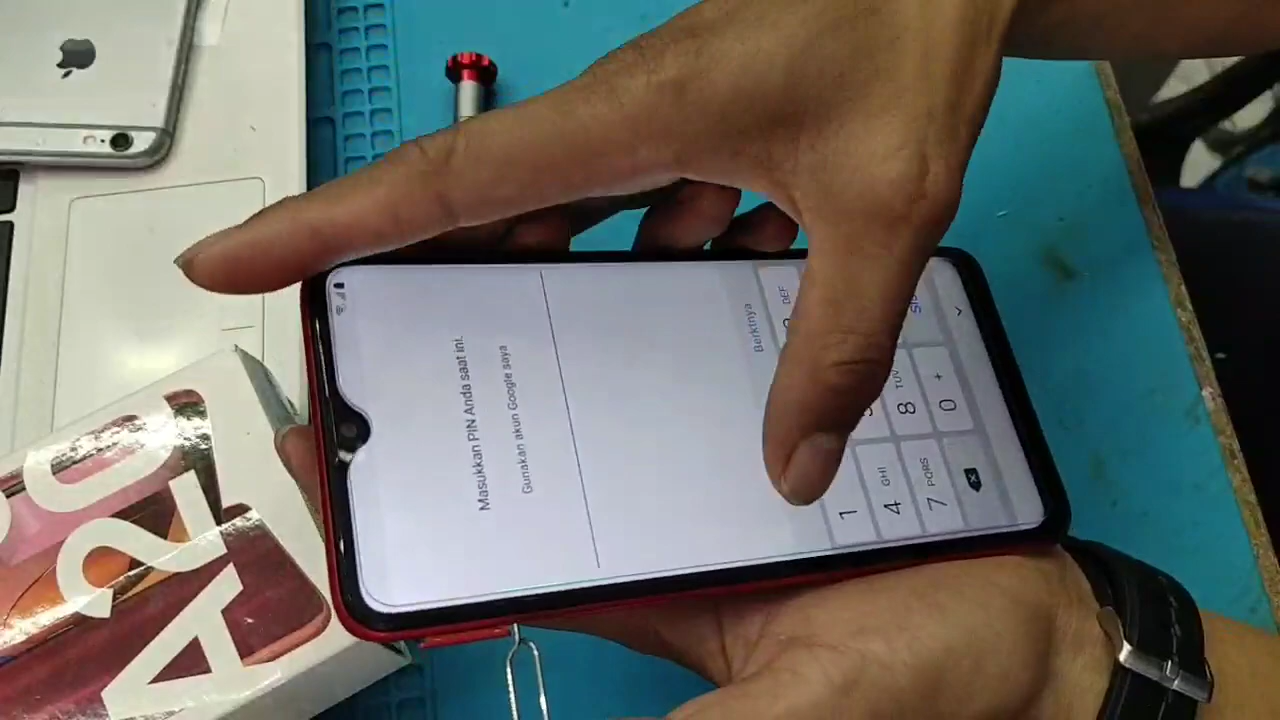 Masukkan PIN Anda saat ini.
Gunakan akun Google saya
Berktnya
DEF
1
4 GHI
TUV
8
7 PQRS
0 +
A20